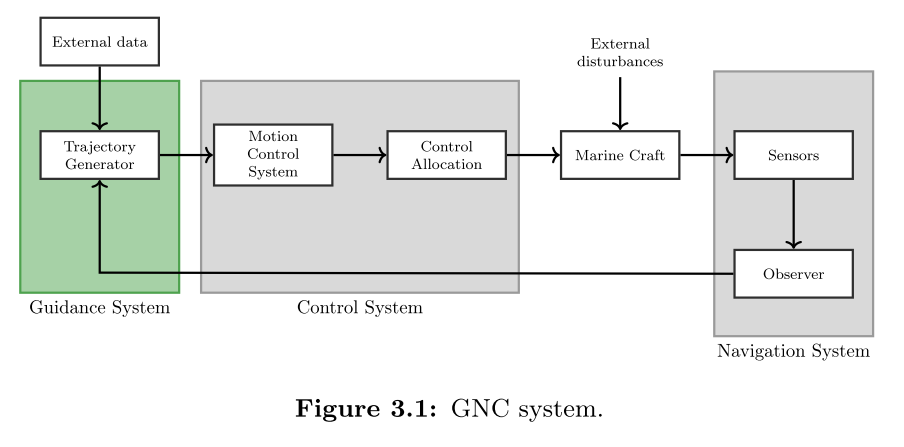 External data
External
disturbances
Trajectory
Generator
Motion
Control
System
Control
Allocation
Marine Craft
Sensors
Observer
Guidance System
Control System
Navigation System
Figure 3.1: GNC system.